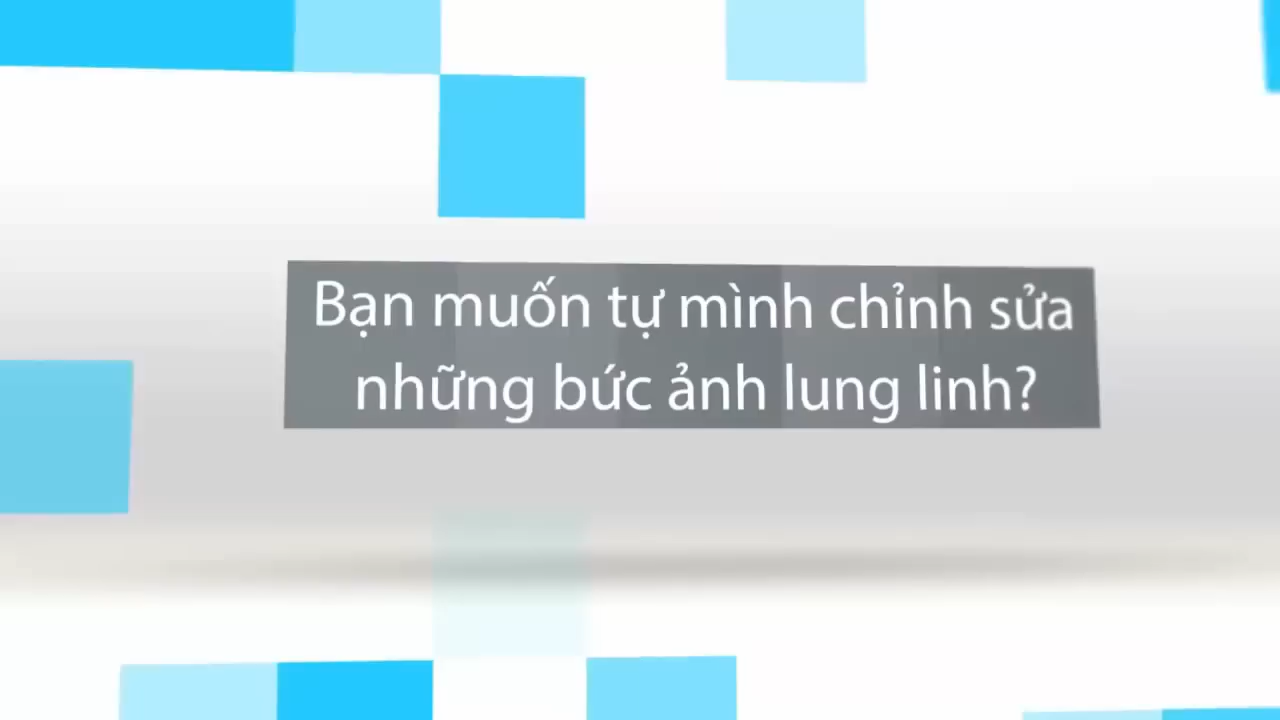 Bạn muốn tự mình chỉnh sửa
những bức ảnh lung linh?